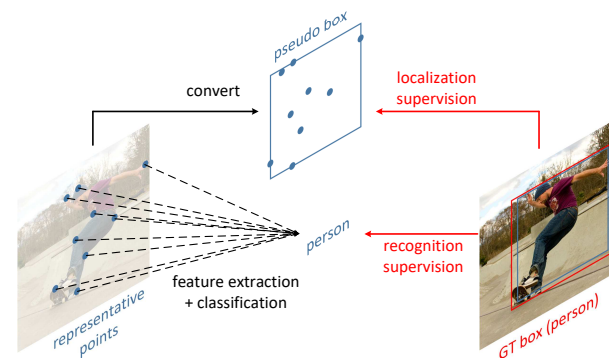 pseudo box
convert
localization
supervision
person
recognition
supervision
feature extraction
+ classification
representative
points
GT box (person)